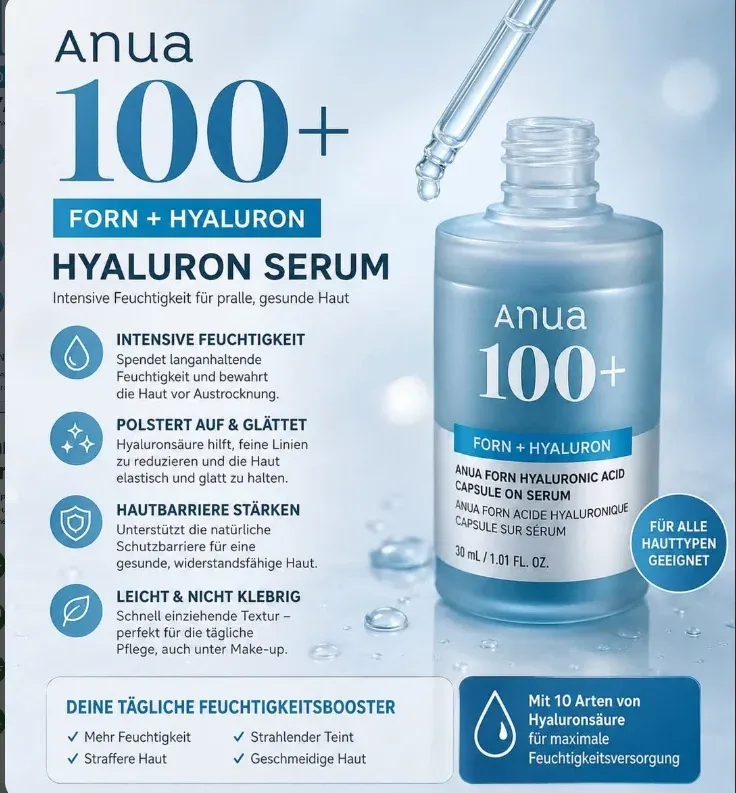 Anua
100+
FORN + HYALURON
HYALURON SERUM
Intensive Feuchtigkeit für pralle, gesunde Haut
INTENSIVE FEUCHTIGKEIT
Spendet langanhaltende
Feuchtigkeit und bewahrt
die Haut vor Austrocknung.
POLSTERT AUF & GLÄTTET
Hyaluronsäure hilft, feine Linien
zu reduzieren und die Haut
elastisch und glatt zu halten.
HAUTBARRIERE STÄRKEN
Unterstützt die natürliche
Schutzbarriere für eine
gesunde, widerstandsfähige Haut.
LEICHT & NICHT KLEBRIG
Schnell einziehende Textur –
perfekt für die tägliche
Pflege, auch unter Make-up.
Anua
100+
FORN + HYALURON
ANUA FORN HYALURONIC ACID
CAPSULE ON SERUM
ANUA FORN ACIDE HYALURONIQUE
CAPSULE SUR SÉRUM
30 mL / 1.01 FL. OZ.
FÜR ALLE
HAUTTYPEN
GEEIGNET
DEINE TÄGLICHE FEUCHTIGKEITSBOOSTER
✓ Mehr Feuchtigkeit
✓ Strahlender Teint
✓ Straffere Haut
✓ Geschmeidige Haut
Mit 10 Arten von
Hyaluronsäure
für maximale
Feuchtigkeitsversorgung